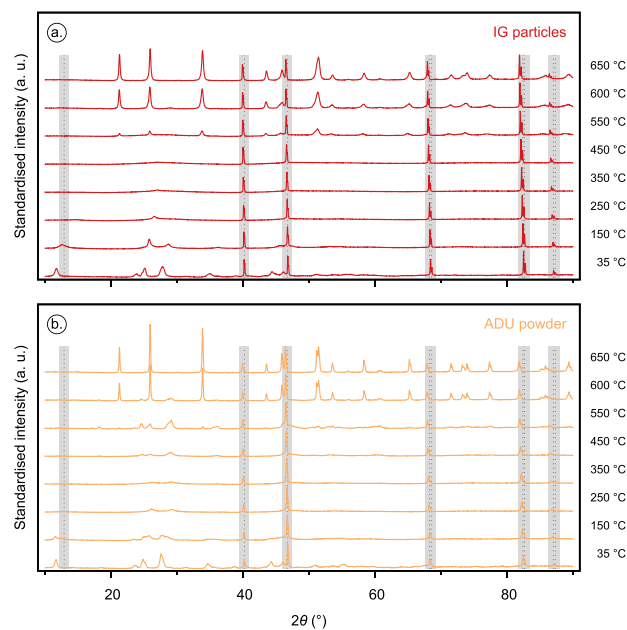 a.
IG particles
Standardised intensity (a. u.)
650 °C
600 °C
550 °C
450 °C
350 °C
250 °C
150 °C
35 °C
b.
ADU powder
Standardised intensity (a. u.)
650 °C
600 °C
550 °C
450 °C
350 °C
250 °C
150 °C
35 °C
20 40 60 80
2θ (°)